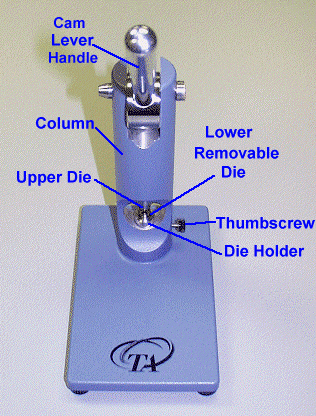 Cam
Lever
Handle
Column
Lower
Removable
Die
Upper Die
Thumbscrew
Die Holder
TA